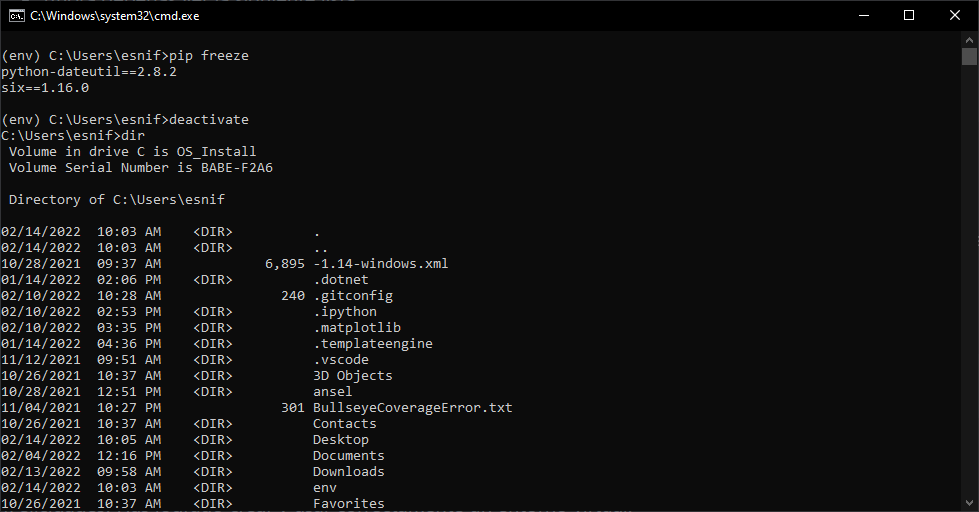 C:\Windows\system32\cmd.exe
(env) C:\Users\esnif>pip freeze
python-dateutil==2.8.2
six==1.16.0
(env) C:\Users\esnif>deactivate
C:\Users\esnif>dir
Volume in drive C is OS_Install
Volume Serial Number is BABE-F2A6
Directory of C:\Users\esnif
02/14/2022  10:03 AM    <DIR>          .
02/14/2022  10:03 AM    <DIR>          ..
10/28/2021  09:37 AM             6,895 -1.14-windows.xml
01/14/2022  02:06 PM    <DIR>          .dotnet
02/10/2022  10:28 AM               240 .gitconfig
02/10/2022  02:53 PM    <DIR>          .ipython
02/10/2022  03:35 PM    <DIR>          .matplotlib
01/14/2022  04:36 PM    <DIR>          .templateengine
11/12/2021  09:51 AM    <DIR>          .vscode
10/26/2021  10:37 AM    <DIR>          3D Objects
10/28/2021  12:51 PM    <DIR>          ansel
11/04/2021  10:27 PM               301 BullseyeCoverageError.txt
10/26/2021  10:37 AM    <DIR>          Contacts
02/14/2022  10:05 AM    <DIR>          Desktop
02/04/2022  12:16 PM    <DIR>          Documents
02/13/2022  09:58 AM    <DIR>          Downloads
02/14/2022  10:03 AM    <DIR>          env
10/26/2021  10:37 AM    <DIR>          Favorites